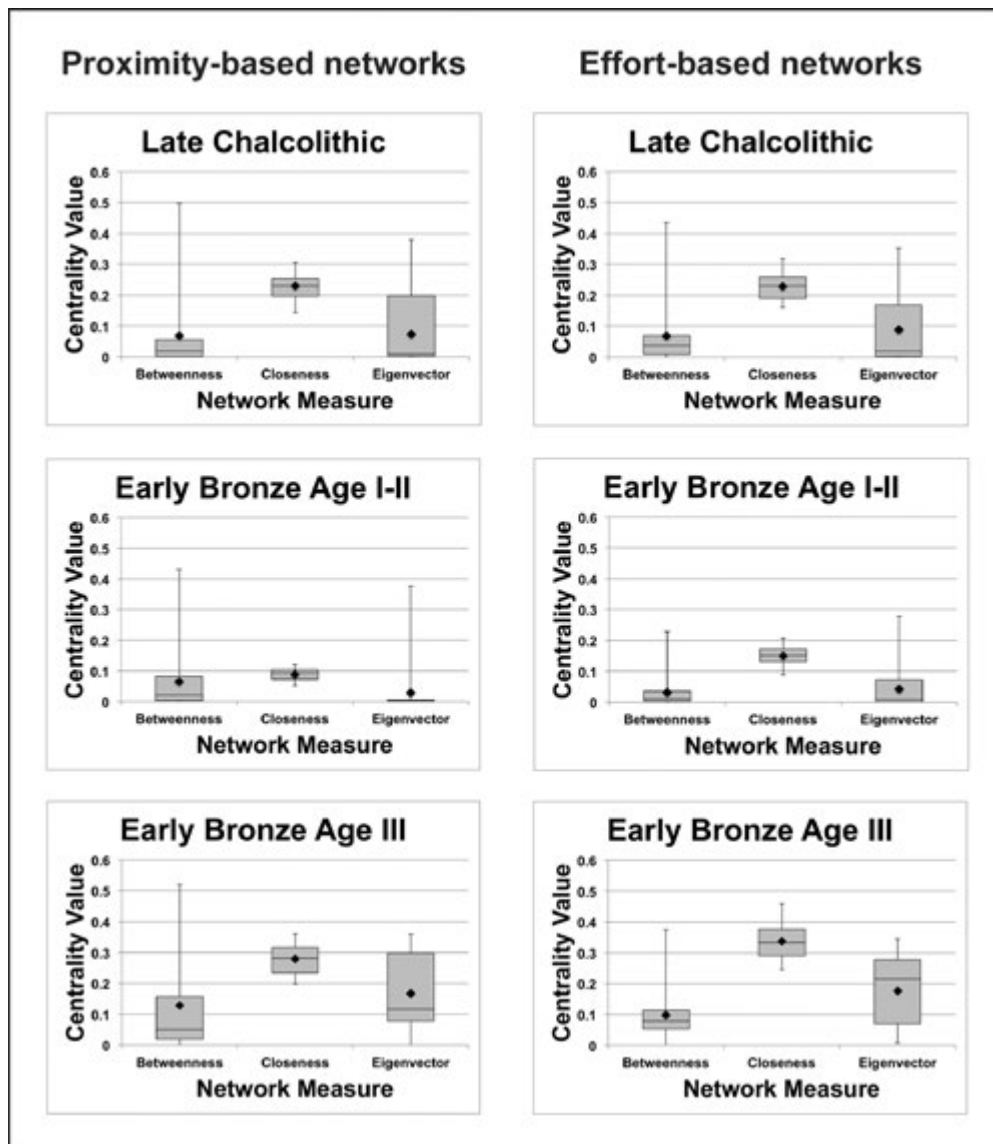 Proximity-based networks
Effort-based networks
Late Chalcolithic
Centrality Value
0.6
0.5
0.4
0.3
0.2
0.1
0
Betweenness Closeness Eigenvector
Network Measure
Late Chalcolithic
Centrality Value
0.6
0.5
0.4
0.3
0.2
0.1
0
Betweenness Closeness Eigenvector
Network Measure
Early Bronze Age I-II
Centrality Value
0.6
0.5
0.4
0.3
0.2
0.1
0
Betweenness Closeness Eigenvector
Network Measure
Early Bronze Age I-II
Centrality Value
0.6
0.5
0.4
0.3
0.2
0.1
0
Betweenness Closeness Eigenvector
Network Measure
Early Bronze Age III
Centrality Value
0.6
0.5
0.4
0.3
0.2
0.1
0
Betweenness Closeness Eigenvector
Network Measure
Early Bronze Age III
Centrality Value
0.6
0.5
0.4
0.3
0.2
0.1
0
Betweenness Closeness Eigenvector
Network Measure